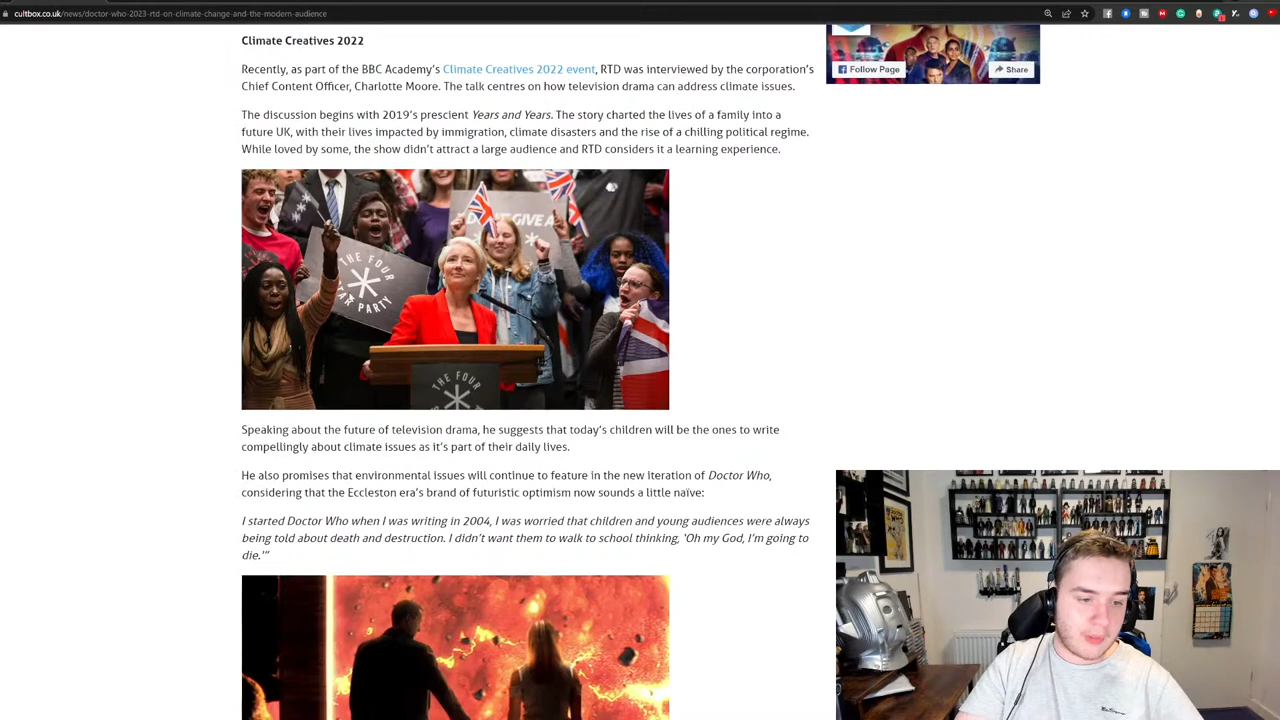 cultbox.co.uk/news/doctor-who-2023-rtd-on-climate-change-and-the-modern-audience
Climate Creatives 2022
Recently, as part of the BBC Academy's Climate Creatives 2022 event, RTD was interviewed by the corporation's
Chief Content Officer, Charlotte Moore. The talk centres on how television drama can address climate issues.
The discussion begins with 2019's prescient Years and Years. The story charted the lives of a family into a
future UK, with their lives impacted by immigration, climate disasters and the rise of a chilling political regime.
While loved by some, the show didn't attract a large audience and RTD considers it a learning experience.
Follow Page
Share
THE FOUR
STAR PARTY
DON'T GIVE A
THE FOUR
Speaking about the future of television drama, he suggests that today's children will be the ones to write
compellingly about climate issues as it's part of their daily lives.
He also promises that environmental issues will continue to feature in the new iteration of Doctor Who,
considering that the Eccleston era's brand of futuristic optimism now sounds a little naïve:
I started Doctor Who when I was writing in 2004, I was worried that children and young audiences were always
being told about death and destruction. I didn't want them to walk to school thinking, 'Oh my God, I'm going to
die.'"